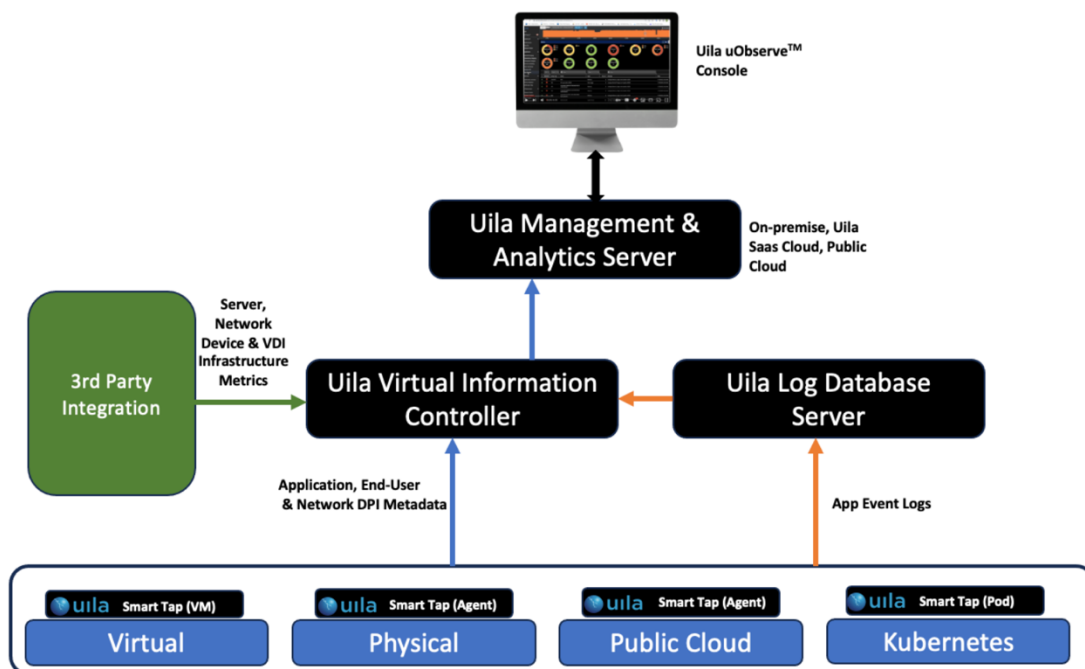 Uila uObserve™
Console
Uila Management &
Analytics Server
On-premise, Uila
Saas Cloud, Public
Cloud
Server,
Network
Device & VDI
Infrastructure
Metrics
3rd Party
Integration
Uila Virtual Information
Controller
Uila Log Database
Server
Application, End-User
& Network DPI Metadata
App Event Logs
uila Smart Tap (VM)
uila Smart Tap (Agent)
uila Smart Tap (Agent)
uila Smart Tap (Pod)
Virtual
Physical
Public Cloud
Kubernetes